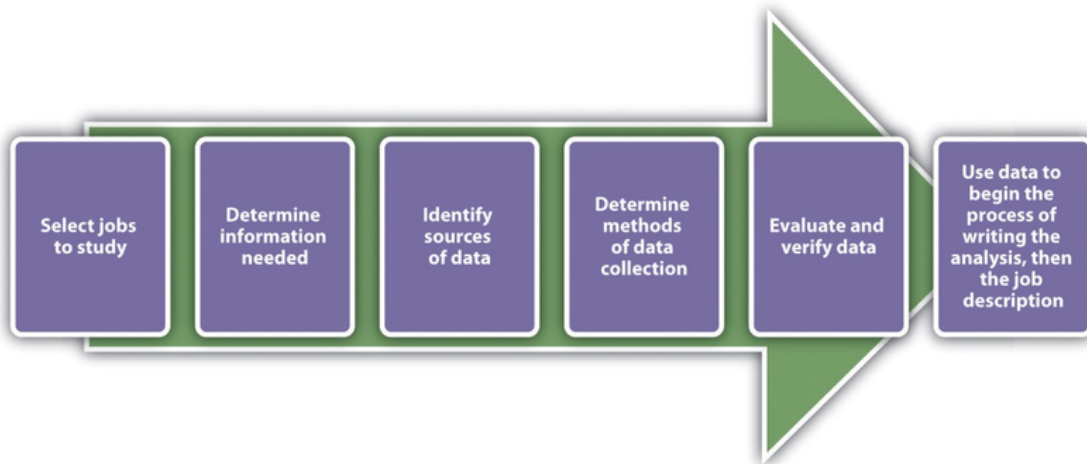 Select jobs
to study
Determine
information
needed
Identify
sources
of data
Determine
methods
of data
collection
Evaluate and
verify data
Use data to
begin the
process of
writing the
analysis, then
the job
description